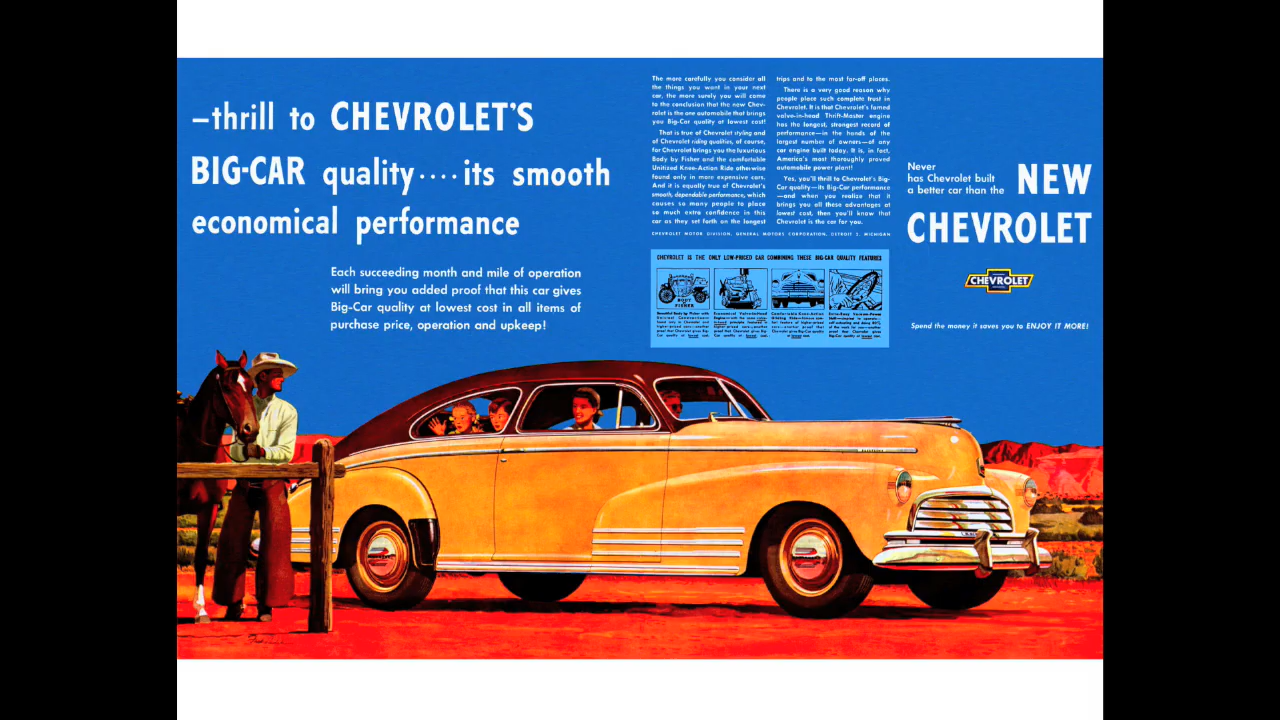 –thrill to CHEVROLET'S
BIG-CAR quality····its smooth
economical performance
Each succeeding month and mile of operation
will bring you added proof that this car gives
Big-Car quality at lowest cost in all items of
purchase price, operation and upkeep!
The more carefully you consider all
the things you want in your next
car, the more surely you will come
to the conclusion that the new Chev-
rolet is the one automobile that brings
you Big-Car quality at lowest cost!
That is true of Chevrolet styling and
of Chevrolet riding qualities, of course,
for Chevrolet brings you the luxurious
Body by Fisher and the comfortable
Unitized Knee-Action Ride otherwise
found only in more expensive cars.
And it is equally true of Chevrolet's
smooth, dependable performance, which
causes so many people to place
so much extra confidence in this
car as they set forth on the longest
trips and to the most far-off places.
There is a very good reason why
people place such complete trust in
Chevrolet. It is that Chevrolet's famed
valve-in-head Thrift-Master engine
has the longest, strongest record of
performance—in the hands of the
largest number of owners—of any
car engine built today. It is, in fact,
America's most thoroughly proved
automobile power plant!
Yes, you'll thrill to Chevrolet's Big-
Car quality—its Big-Car performance
—and when you realize that it
brings you all these advantages at
lowest cost, then you'll know that
Chevrolet is the car for you.
CHEVROLET MOTOR DIVISION, GENERAL MOTORS CORPORATION, DETROIT 2, MICHIGAN
CHEVROLET IS THE ONLY LOW-PRICED CAR COMBINING THESE BIG-CAR QUALITY FEATURES
BODY
BY
FISHER
Never
has Chevrolet built
a better car than the
NEW
CHEVROLET
CHEVROLET
Spend the money it saves you to ENJOY IT MORE!